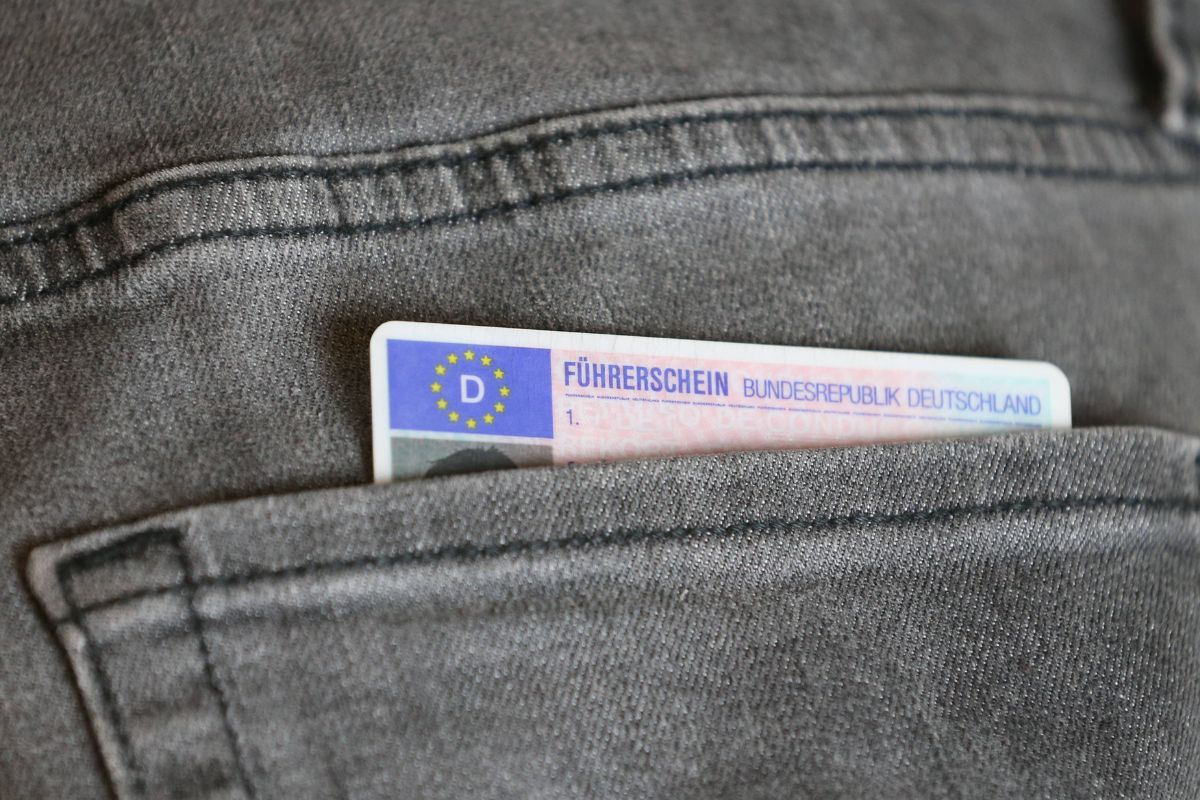 D
FÜHRERSCHEIN BUNDESREPUBLIK DEUTSCHLAND
1.